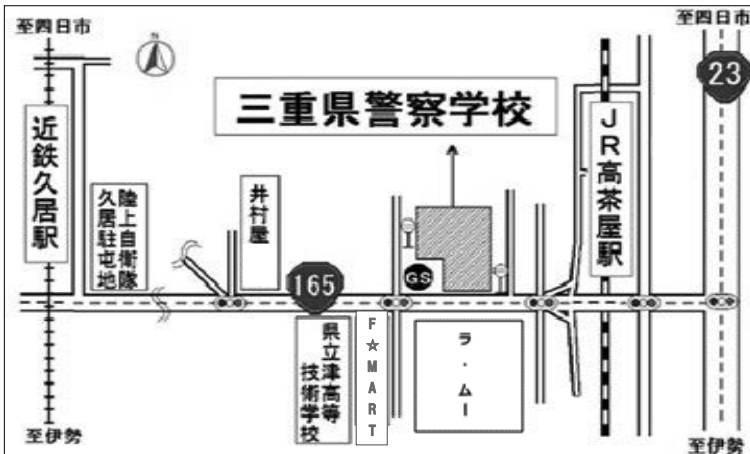 至四日市
至四日市
N
23
三重県警察学校
近鉄久居駅
JR高茶屋駅
陸上自衛隊
久居駐屯地
井村屋
GS
165
県立津高等
技術学校
F☆MART
ラ・ムー
至伊勢
至伊勢